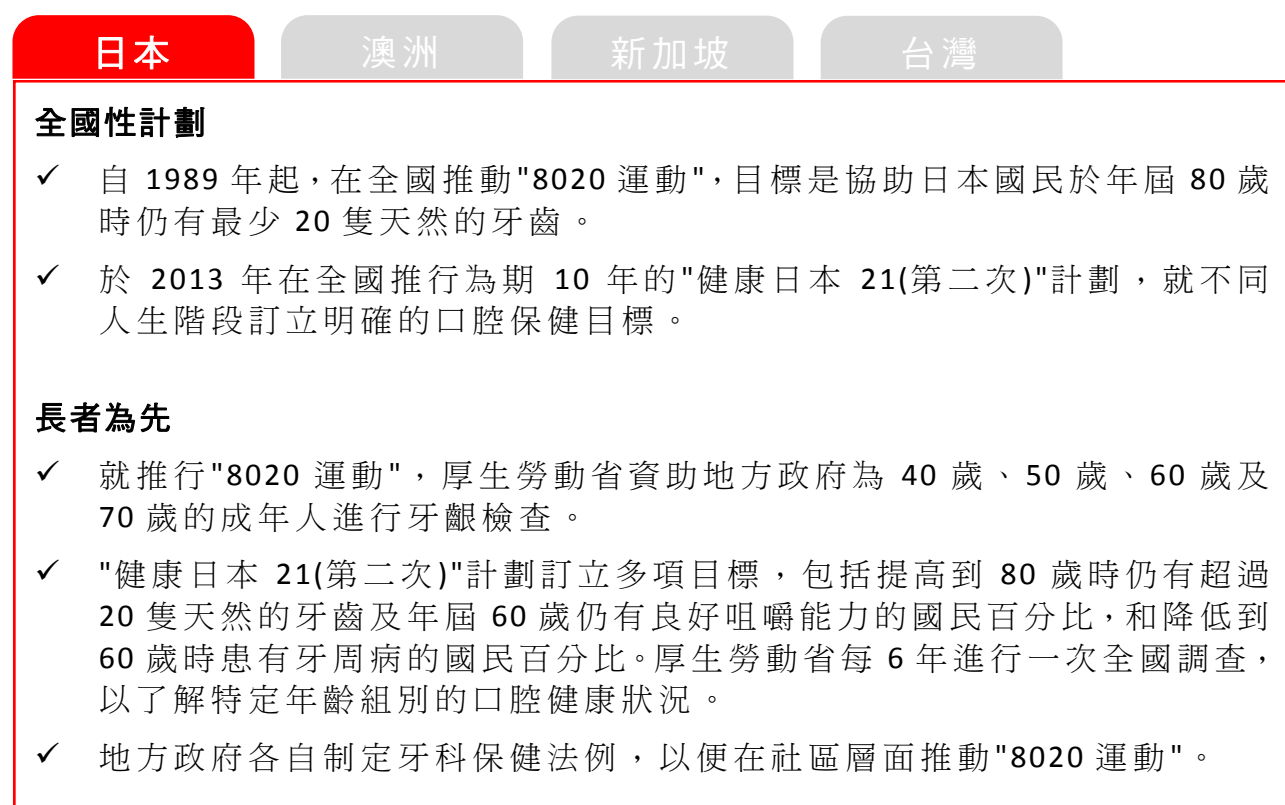 日本
澳洲
新加坡
台灣
全國性計劃
✓ 自 1989 年起，在全國推動"8020 運動"，目標是協助日本國民於年屆 80 歲
時仍有最少 20 隻天然的牙齒。
✓ 於 2013 年在全國推行為期 10 年的"健康日本 21(第二次)"計劃，就不同
人生階段訂立明確的口腔保健目標。
長者為先
✓ 就推行"8020 運動"，厚生勞動省資助地方政府為 40 歲、50 歲、60 歲及
70 歲的成年人進行牙齦檢查。
✓ "健康日本 21(第二次)"計劃訂立多項目標，包括提高到 80 歲時仍有超過
20 隻天然的牙齒及年屆 60 歲仍有良好咀嚼能力的國民百分比，和降低到
60 歲時患有牙周病的國民百分比。厚生勞動省每 6 年進行一次全國調查，
以了解特定年齡組別的口腔健康狀況。
✓ 地方政府各自制定牙科保健法例，以便在社區層面推動"8020 運動"。